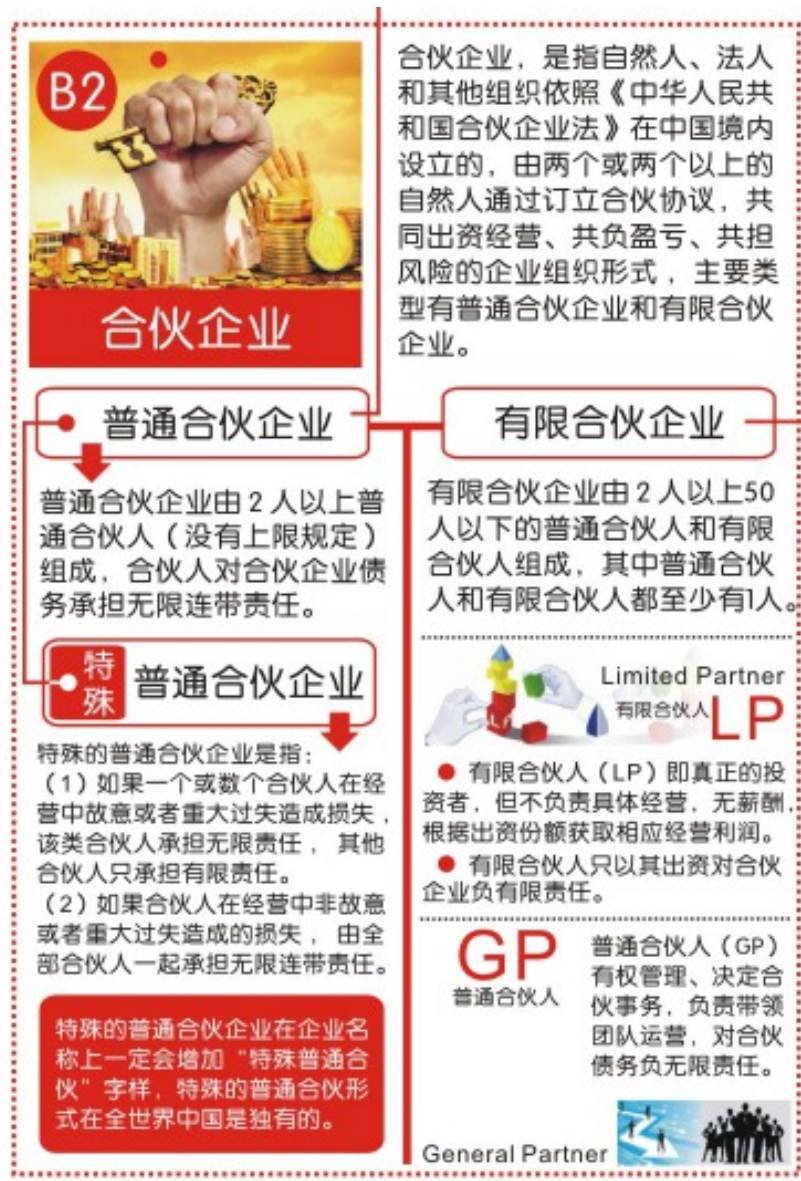 B2
合伙企业
合伙企业，是指自然人、法人
和其他组织依照《中华人民共
和国合伙企业法》在中国境内
设立的，由两个或两个以上的
自然人通过订立合伙协议，共
同出资经营、共负盈亏、共担
风险的企业组织形式，主要类
型有普通合伙企业和有限合伙
企业。
普通合伙企业
普通合伙企业由2人以上普
通合伙人（没有上限规定）
组成，合伙人对合伙企业债
务承担无限连带责任。
特殊 普通合伙企业
特殊的普通合伙企业是指：
（1）如果一个或数个合伙人在经
营中故意或者重大过失造成损失，
该类合伙人承担无限责任， 其他
合伙人只承担有限责任。
（2）如果合伙人在经营中非故意
或者重大过失造成的损失，由全
部合伙人一起承担无限连带责任。
特殊的普通合伙企业在企业名
称上一定会增加“特殊普通合
伙”字样，特殊的普通合伙形
式在全世界中国是独有的。
有限合伙企业
有限合伙企业由2人以上50
人以下的普通合伙人和有限
合伙人组成，其中普通合伙
人和有限合伙人都至少有1人。
Limited Partner
有限合伙人LP
● 有限合伙人（LP）即真正的投
资者，但不负责具体经营，无薪酬，
根据出资份额获取相应经营利润。
● 有限合伙人只以其出资对合伙
企业负有限责任。
GP
普通合伙人
普通合伙人（GP）
有权管理、决定合
伙事务，负责带领
团队运营，对合伙
债务负无限责任。
General Partner